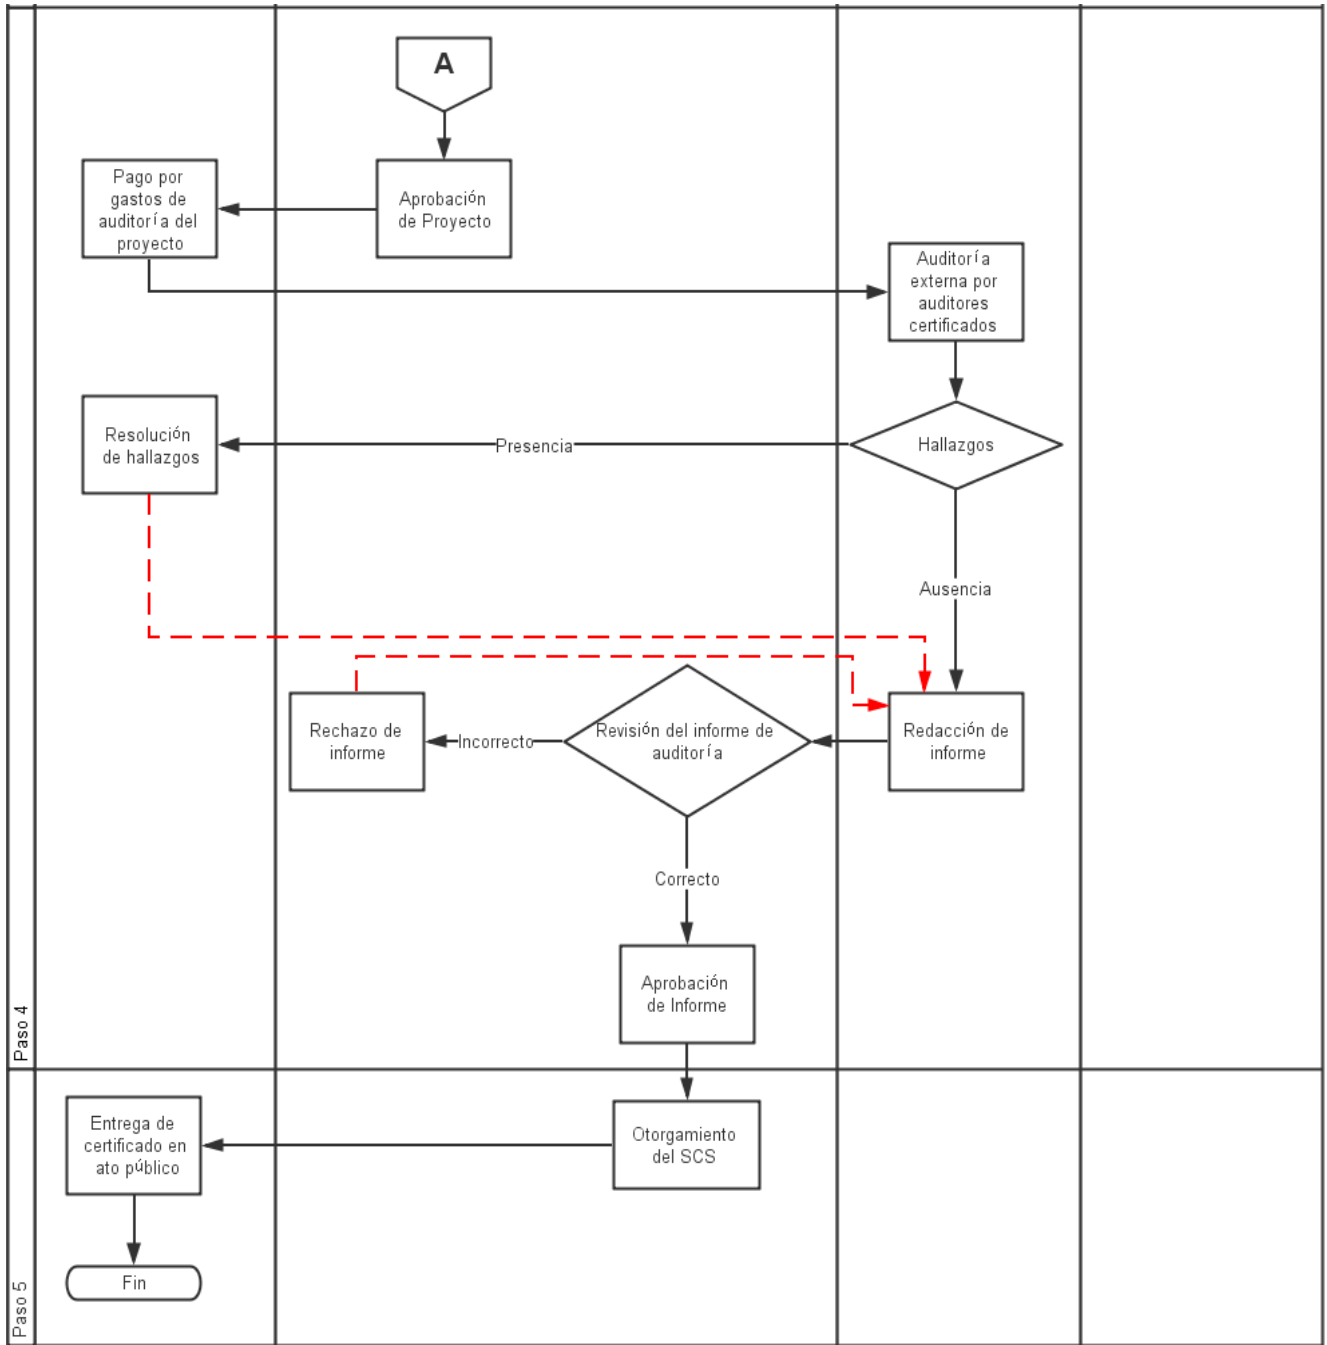 A
Pago por
gastos de
auditoría del
proyecto
Aprobación
de Proyecto
Auditoría
externa por
auditores
certificados
Resolución
de hallazgos
Presencia
Hallazgos
Ausencia
Rechazo de
informe
Incorrecto
Revisión del informe de
auditoría
Redacción de
informe
Correcto
Aprobación
de Informe
Paso 4
Entrega de
certificado en
ato público
Otorgamiento
del SCS
Fin
Paso 5